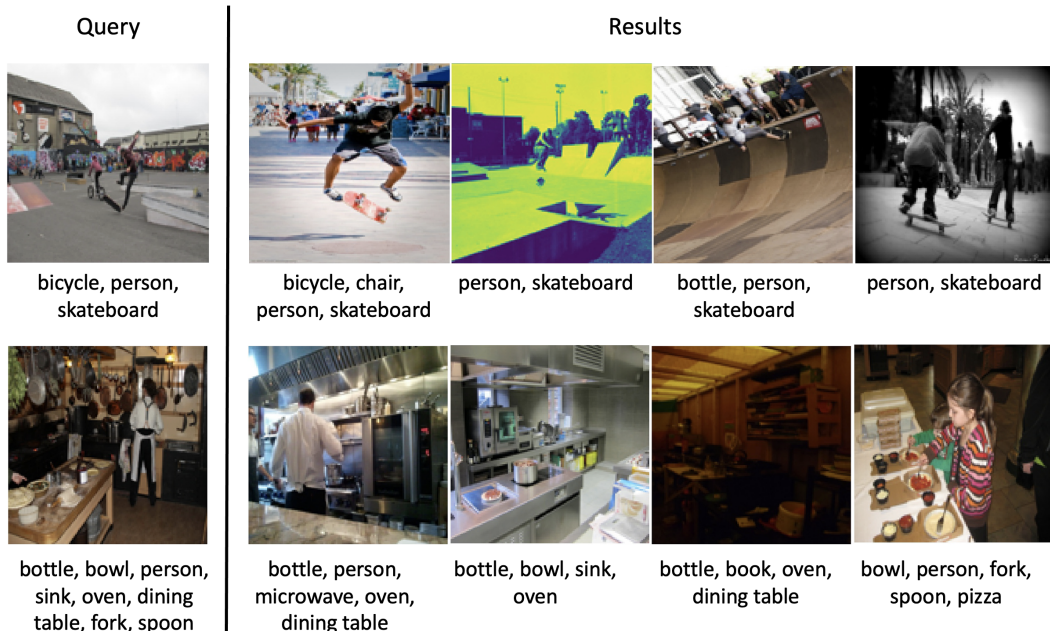 Query
Results
bicycle, person,
skateboard
bicycle, chair,
person, skateboard
person, skateboard
bottle, person,
skateboard
person, skateboard
bottle, bowl, person,
sink, oven, dining
table, fork, spoon
bottle, person,
microwave, oven,
dining table
bottle, bowl, sink,
oven
bottle, book, oven,
dining table
bowl, person, fork,
spoon, pizza